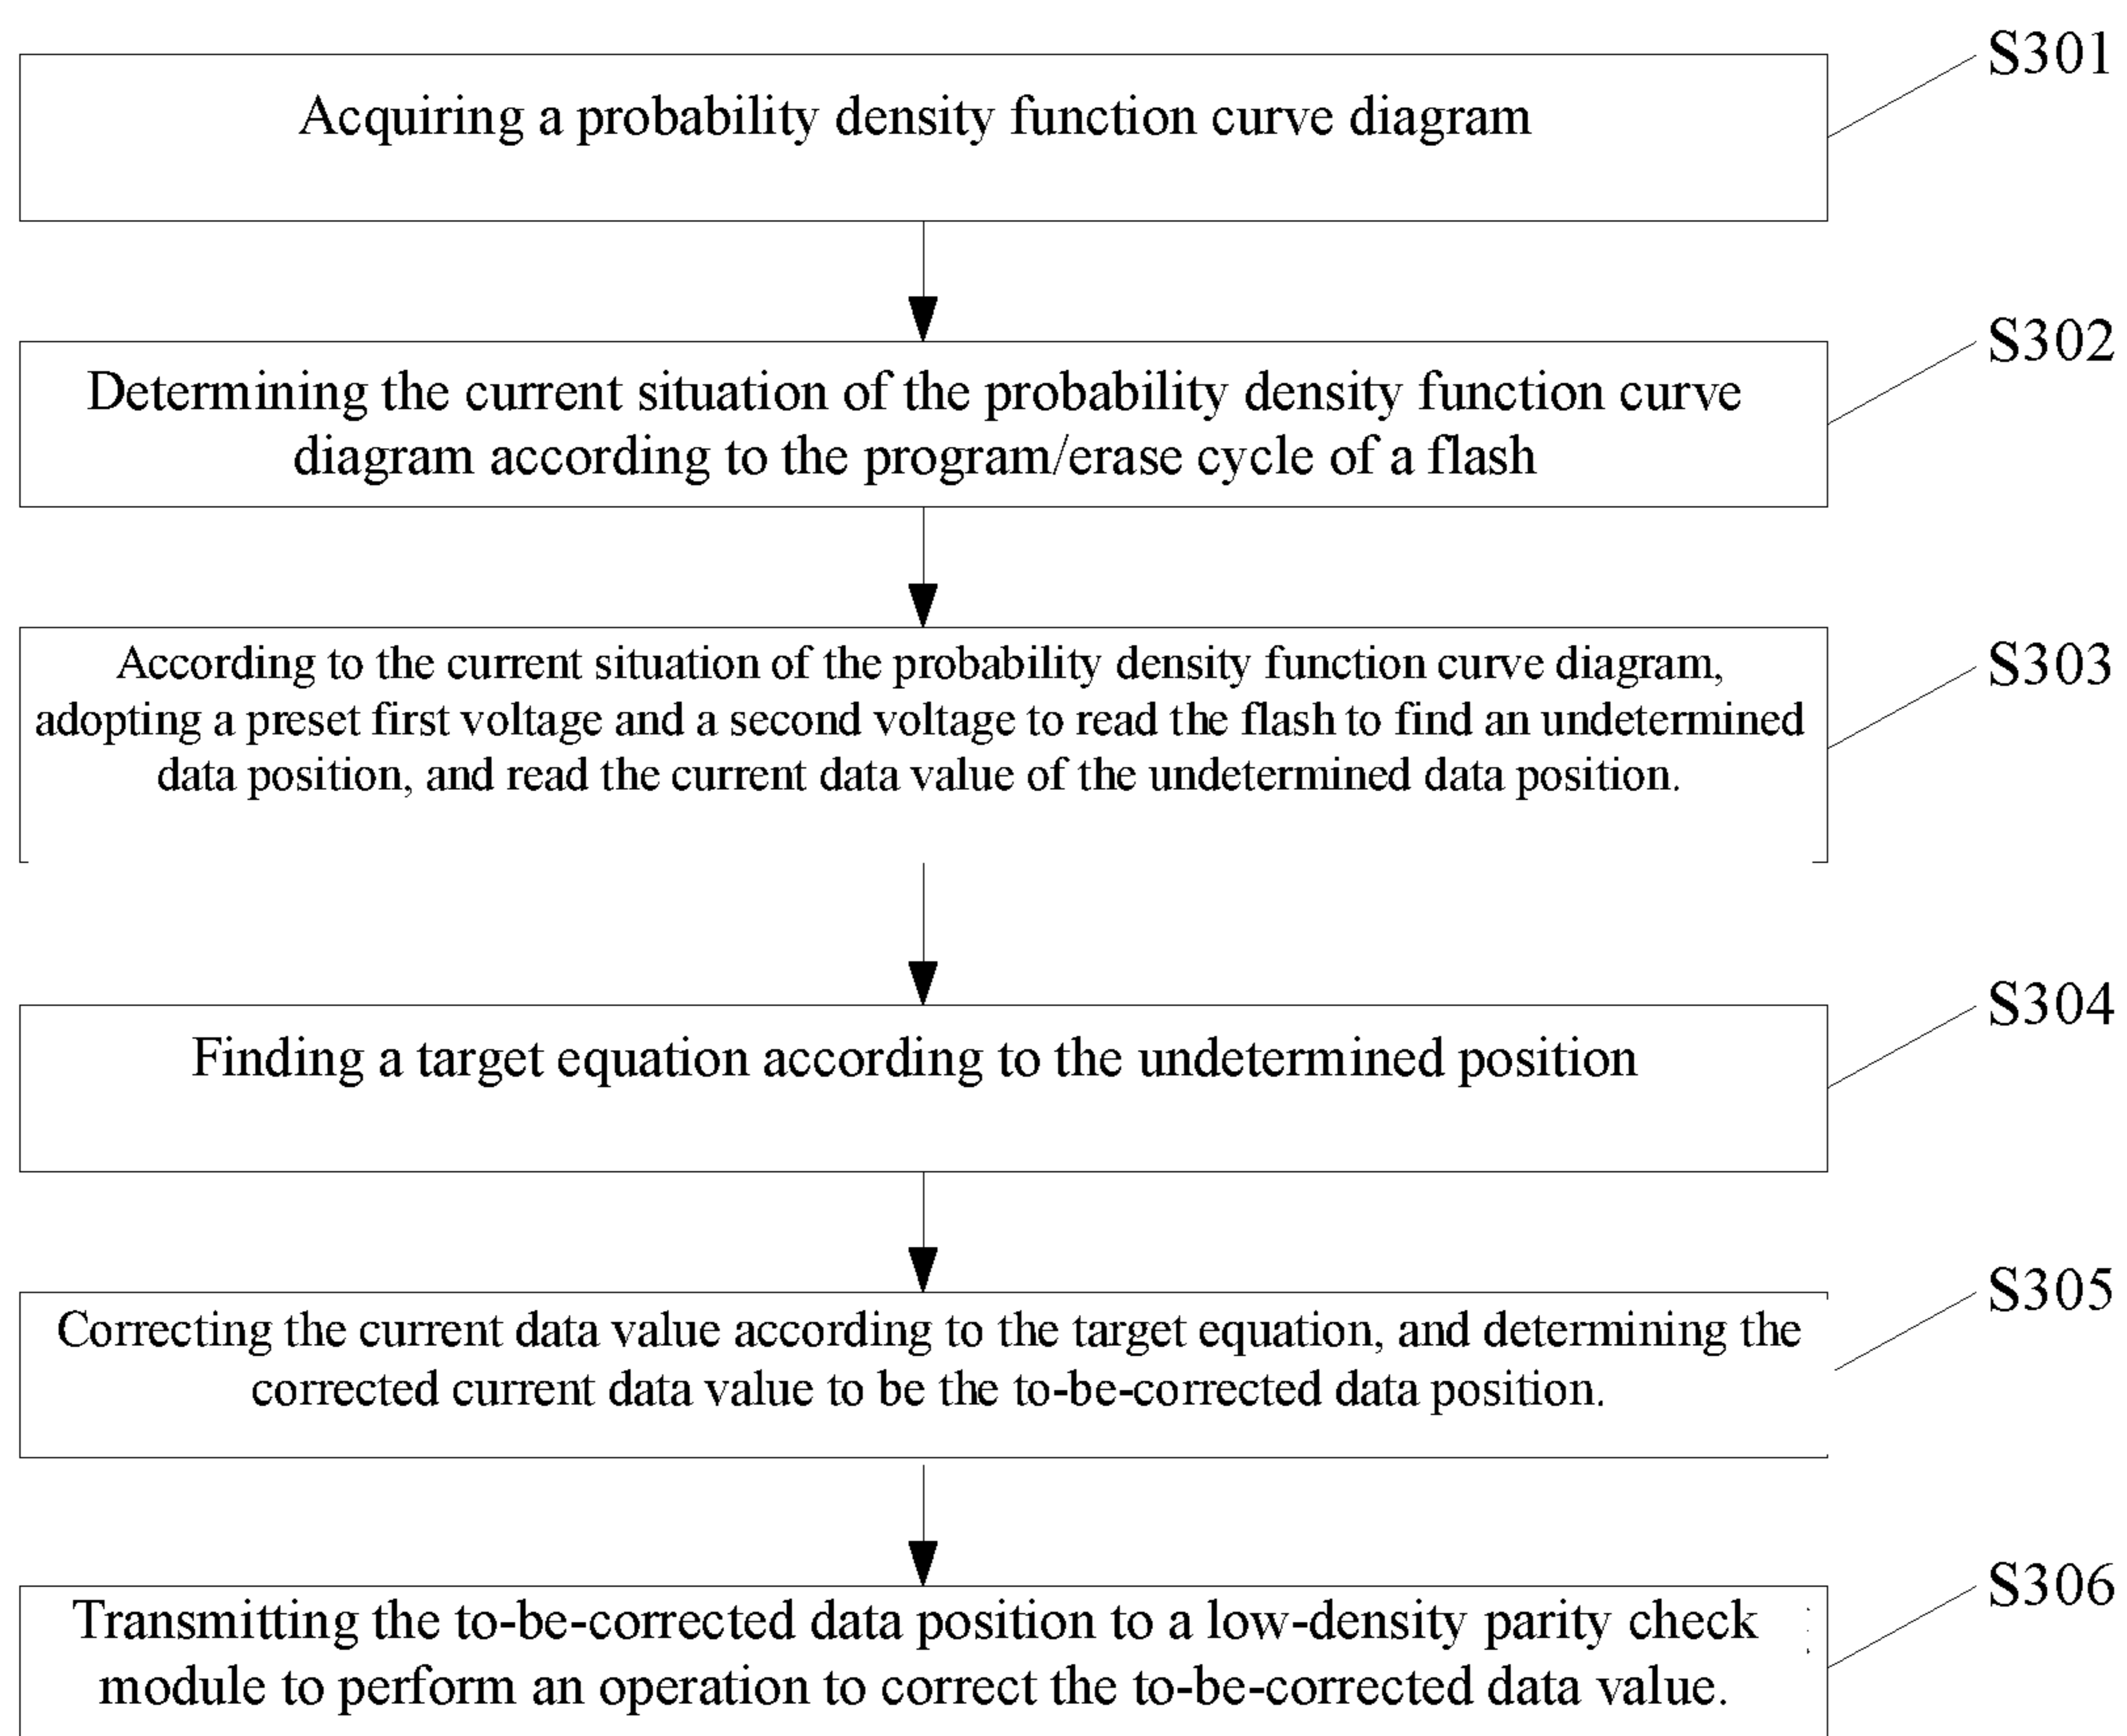 S301
Acquiring a probability density function curve diagram
S302
Determining the current situation of the probability density function curve
diagram according to the program/erase cycle of a flash
S303
According to the current situation of the probability density function curve diagram,
adopting a preset first voltage and a second voltage to read the flash to find an undetermined
data position, and read the current data value of the undetermined data position.
S304
Finding a target equation according to the undetermined position
S305
Correcting the current data value according to the target equation, and determining the
corrected current data value to be the to-be-corrected data position.
S306
Transmitting the to-be-corrected data position to a low-density parity check
module to perform an operation to correct the to-be-corrected data value.